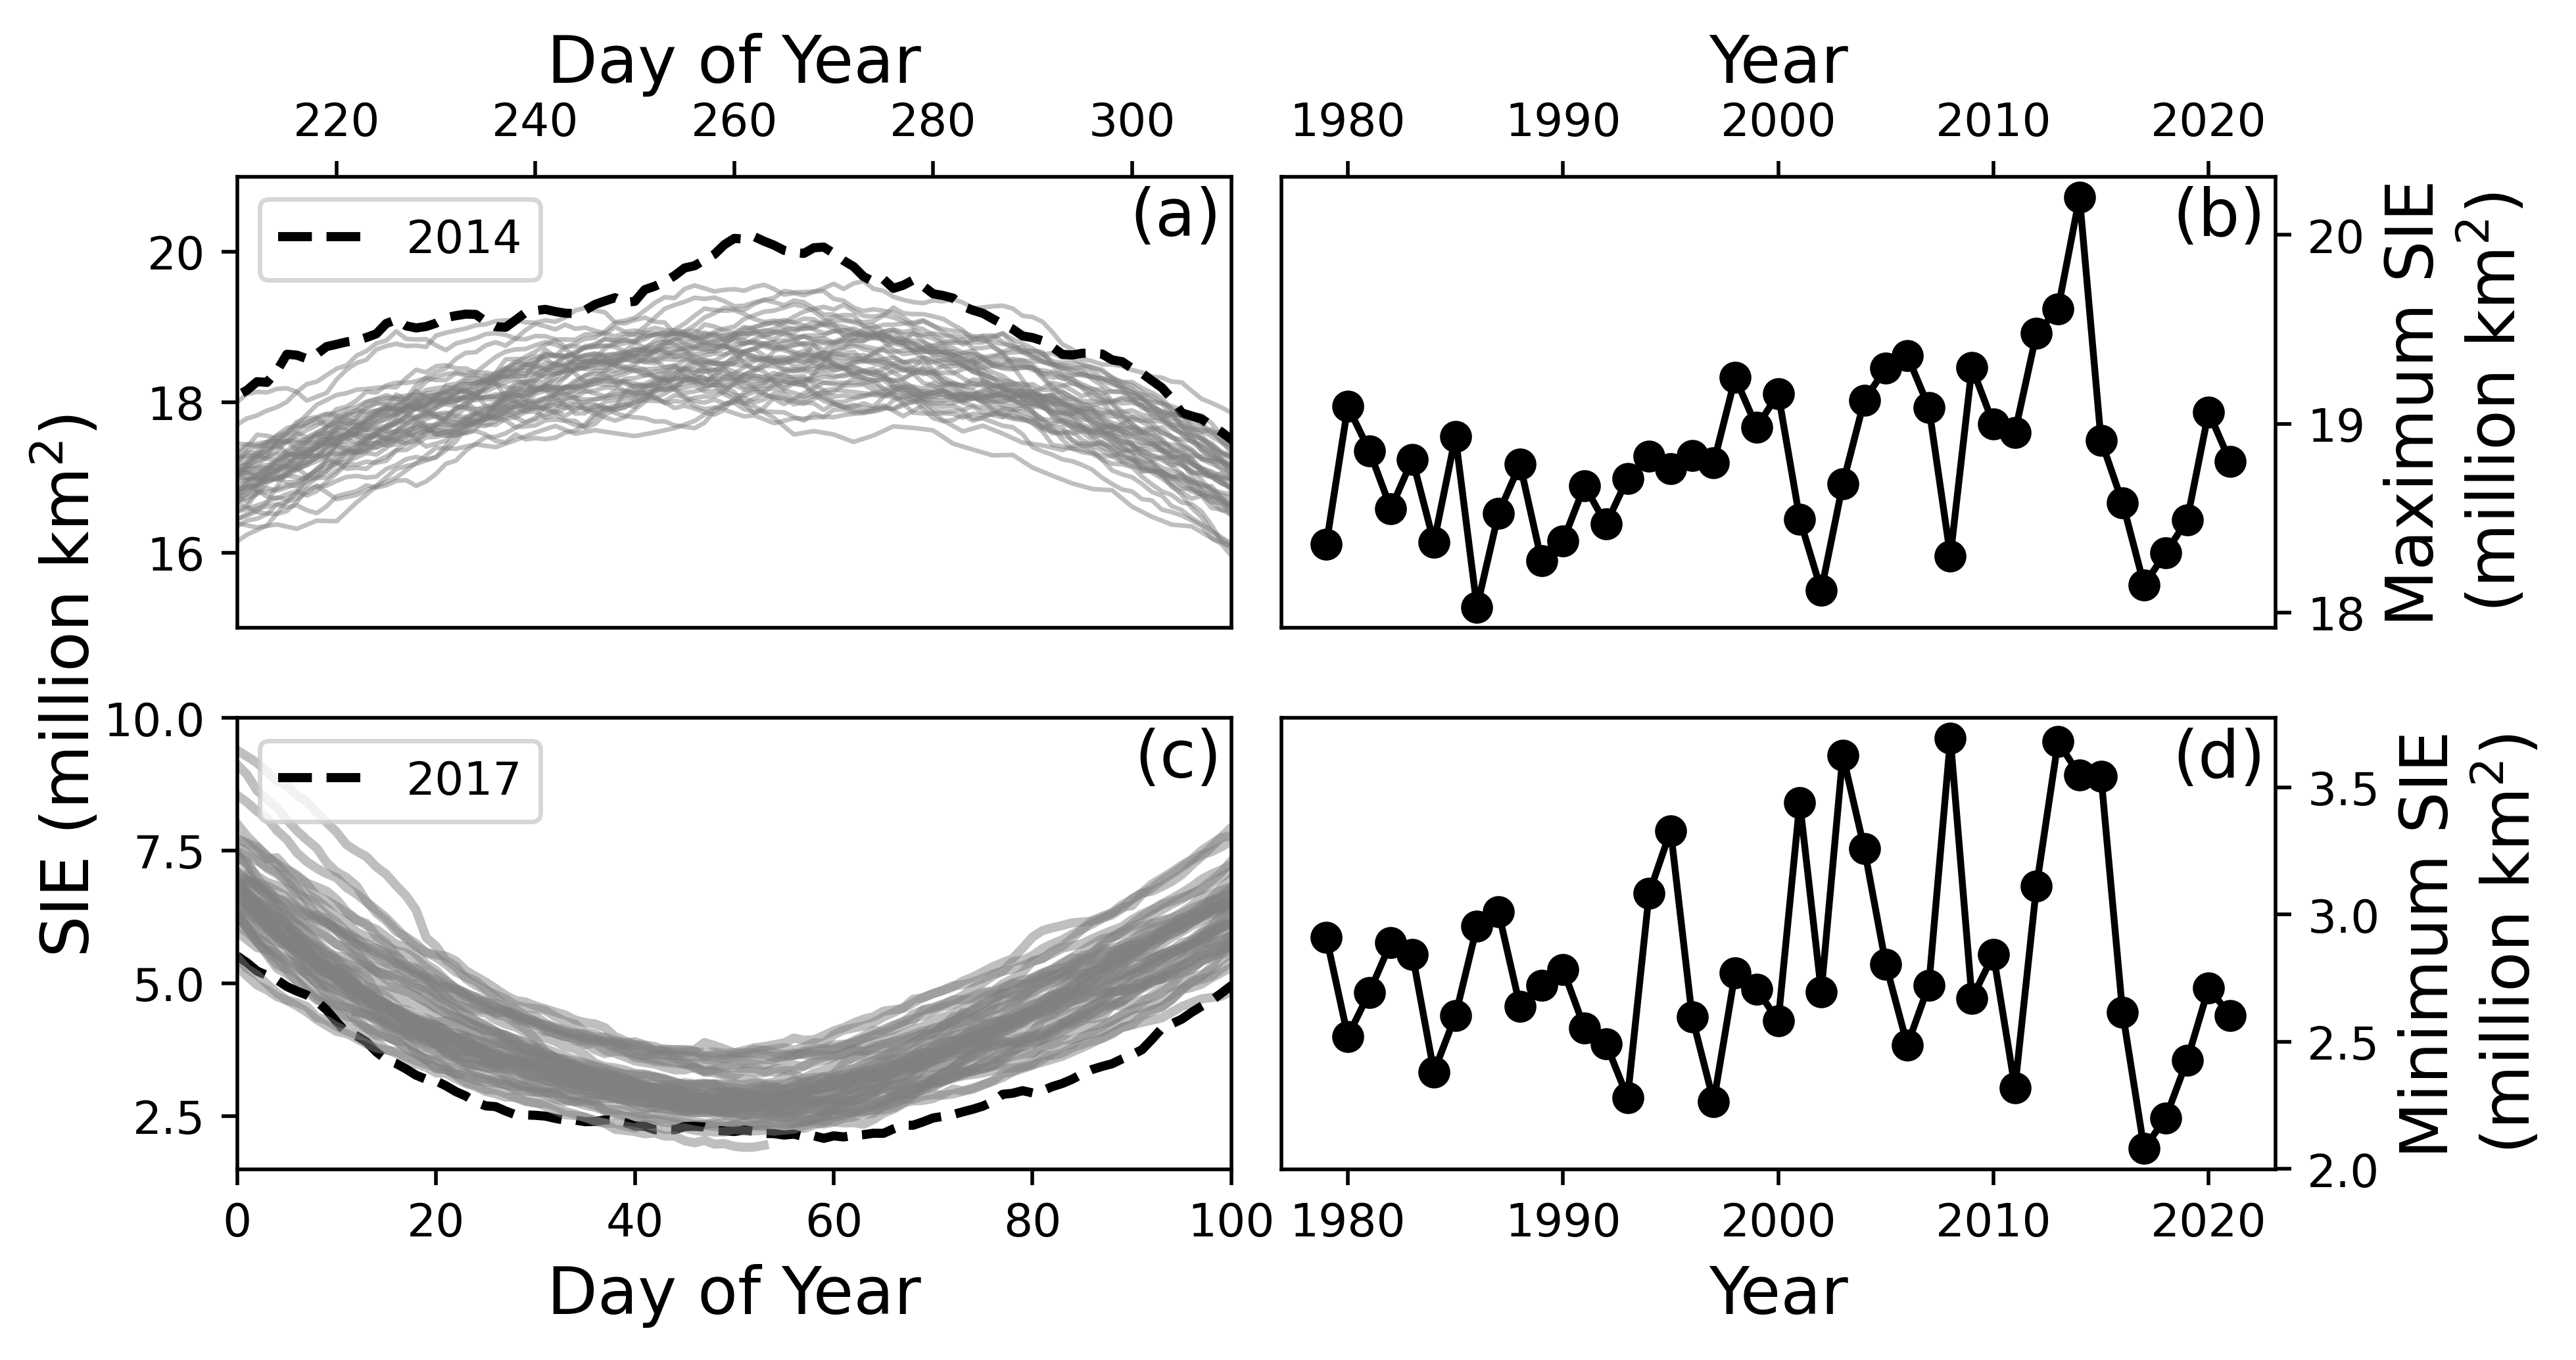 Day of Year
Year
220 240 260 280 300
1980 1990 2000 2010 2020
2014
(a)
(b)
20
18
16
20
19
18
Maximum SIE
(million km²)
SIE (million km²)
2017
(c)
(d)
10.0
7.5
5.0
2.5
3.5
3.0
2.5
2.0
Minimum SIE
(million km²)
0 20 40 60 80 100
1980 1990 2000 2010 2020
Day of Year
Year